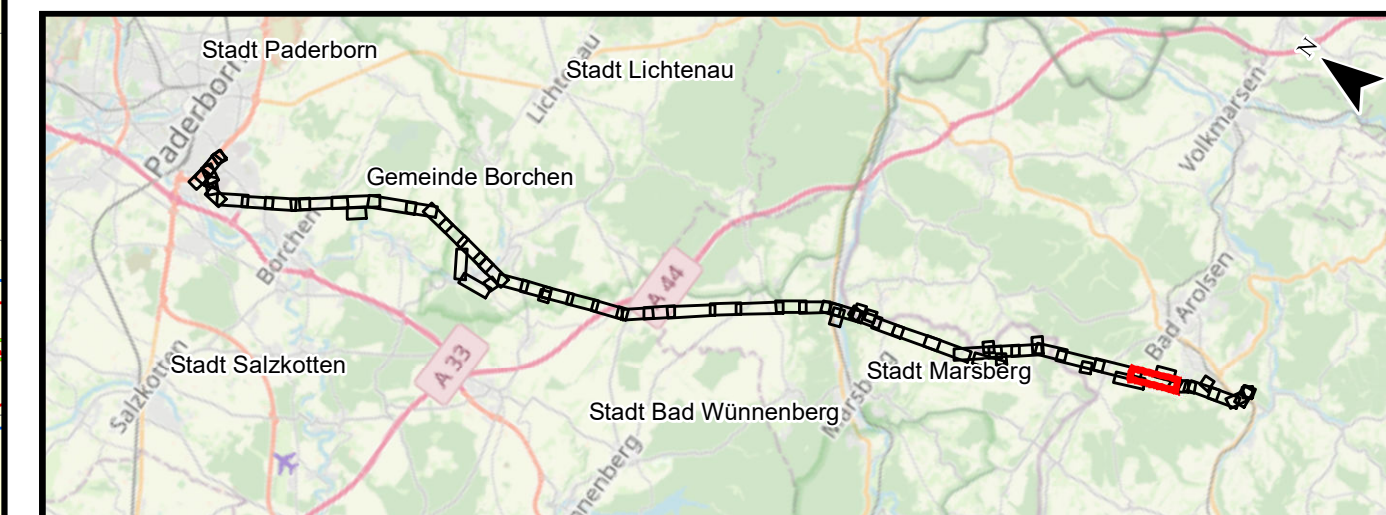 Stadt Paderborn
Paderborn
Lichtenau
Stadt Lichtenau
N
Volkmarsen
Gemeinde Borchen
Borchen
A 44
Bad Arolsen
A 33
Stadt Salzkotten
Salzkotten
Stadt Marsberg
Marsberg
Stadt Bad Wünnenberg
nnenberg